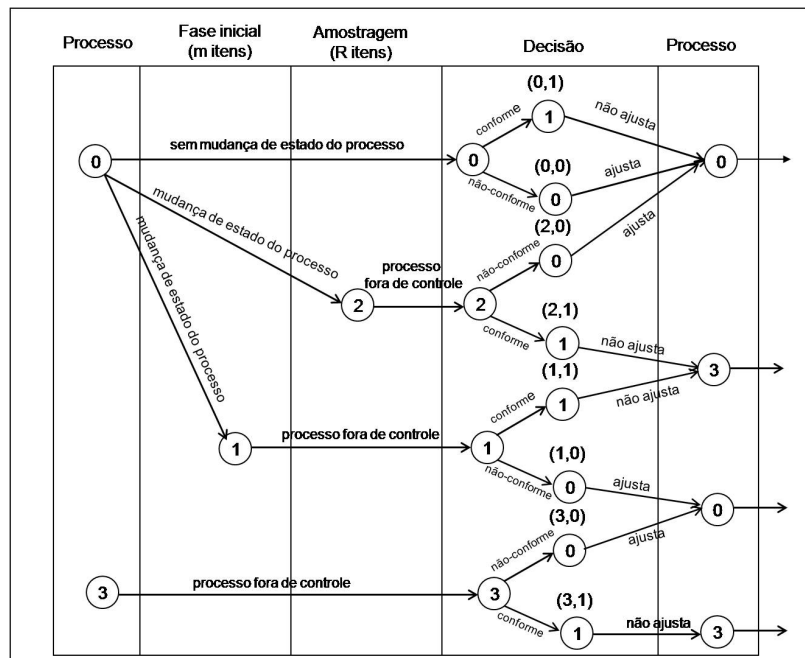 Processo
Fase inicial
(m itens)
Amostragem
(R itens)
Decisão
Processo
(0,1)
conforme
1
não ajusta
sem mudança de estado do processo
0
0
0
(0,0)
não-conforme
0
ajusta
(2,0)
mudança de estado do processo
não-conforme
0
ajusta
mudança de estado do processo
processo
fora de controle
2
2
(2,1)
conforme
1
não ajusta
3
(1,1)
conforme
1
não ajusta
1
processo fora de controle
1
(1,0)
não-conforme
0
ajusta
0
(3,0)
não-conforme
0
ajusta
3
processo fora de controle
3
(3,1)
conforme
1
não ajusta
3